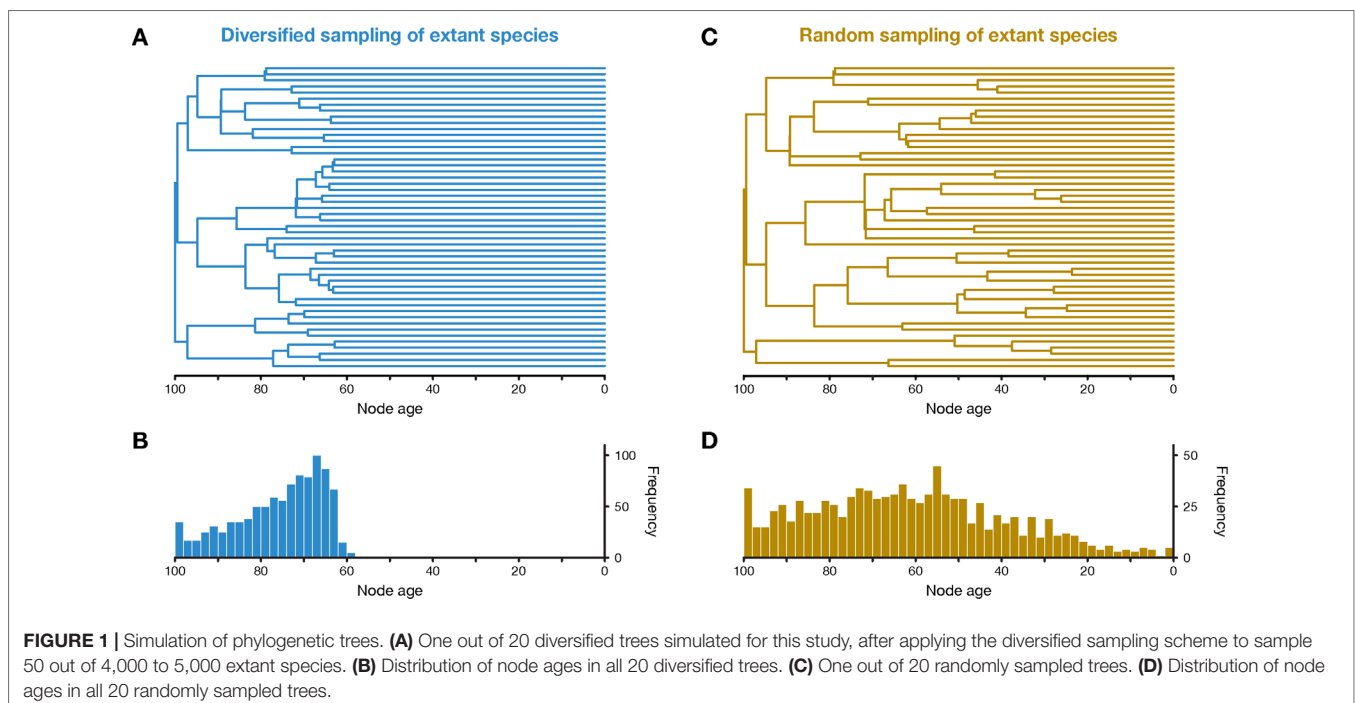 A
Diversified sampling of extant species
100
80
60
40
20
0
Node age
B
100
50
0
Frequency
100
80
60
40
20
0
Node age
C
Random sampling of extant species
100
80
60
40
20
0
Node age
D
50
25
0
Frequency
100
80
60
40
20
0
Node age
FIGURE 1 | Simulation of phylogenetic trees. (A) One out of 20 diversified trees simulated for this study, after applying the diversified sampling scheme to sample
50 out of 4,000 to 5,000 extant species. (B) Distribution of node ages in all 20 diversified trees. (C) One out of 20 randomly sampled trees. (D) Distribution of node
ages in all 20 randomly sampled trees.